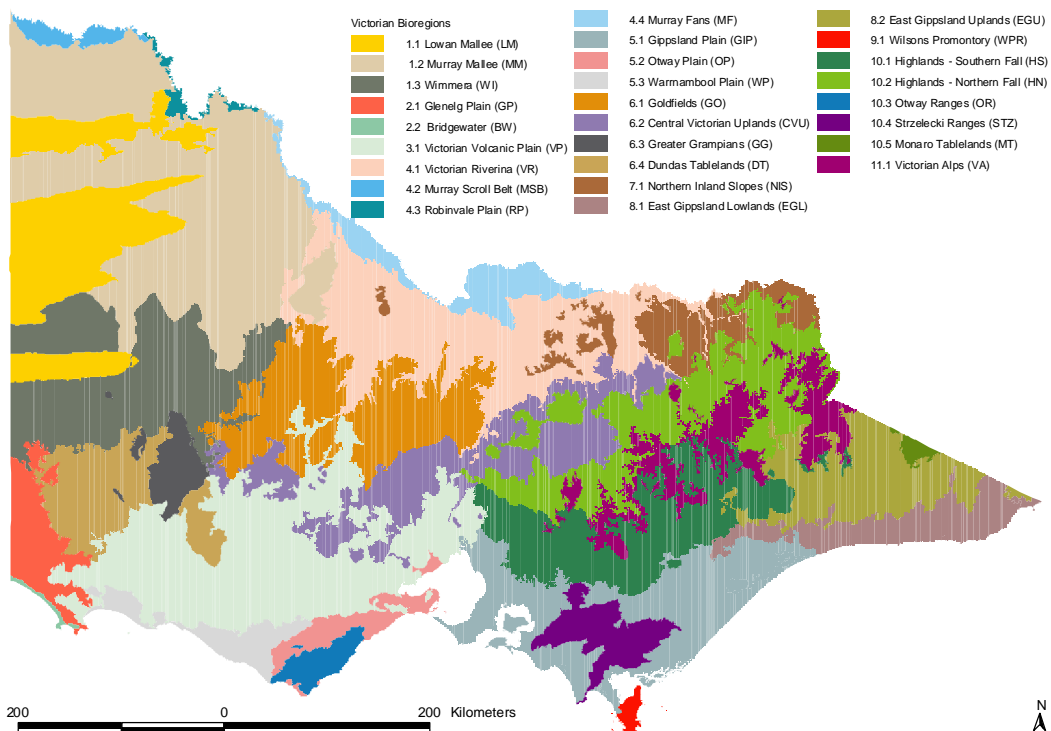 Victorian Bioregions
1.1 Lowan Mallee (LM)
1.2 Murray Mallee (MM)
1.3 Wimmera (WI)
2.1 Glenelg Plain (GP)
2.2 Bridgewater (BW)
3.1 Victorian Volcanic Plain (VP)
4.1 Victorian Riverina (VR)
4.2 Murray Scroll Belt (MSB)
4.3 Robinvale Plain (RP)
4.4 Murray Fans (MF)
5.1 Gippsland Plain (GIP)
5.2 Otway Plain (OP)
5.3 Warrnambool Plain (WP)
6.1 Goldfields (GO)
6.2 Central Victorian Uplands (CVU)
6.3 Greater Grampians (GG)
6.4 Dundas Tablelands (DT)
7.1 Northern Inland Slopes (NIS)
8.1 East Gippsland Lowlands (EGL)
8.2 East Gippsland Uplands (EGU)
9.1 Wilsons Promontory (WPR)
10.1 Highlands - Southern Fall (HS)
10.2 Highlands - Northern Fall (HN)
10.3 Otway Ranges (OR)
10.4 Strzelecki Ranges (STZ)
10.5 Monaro Tablelands (MT)
11.1 Victorian Alps (VA)
200 0 200 Kilometers
N